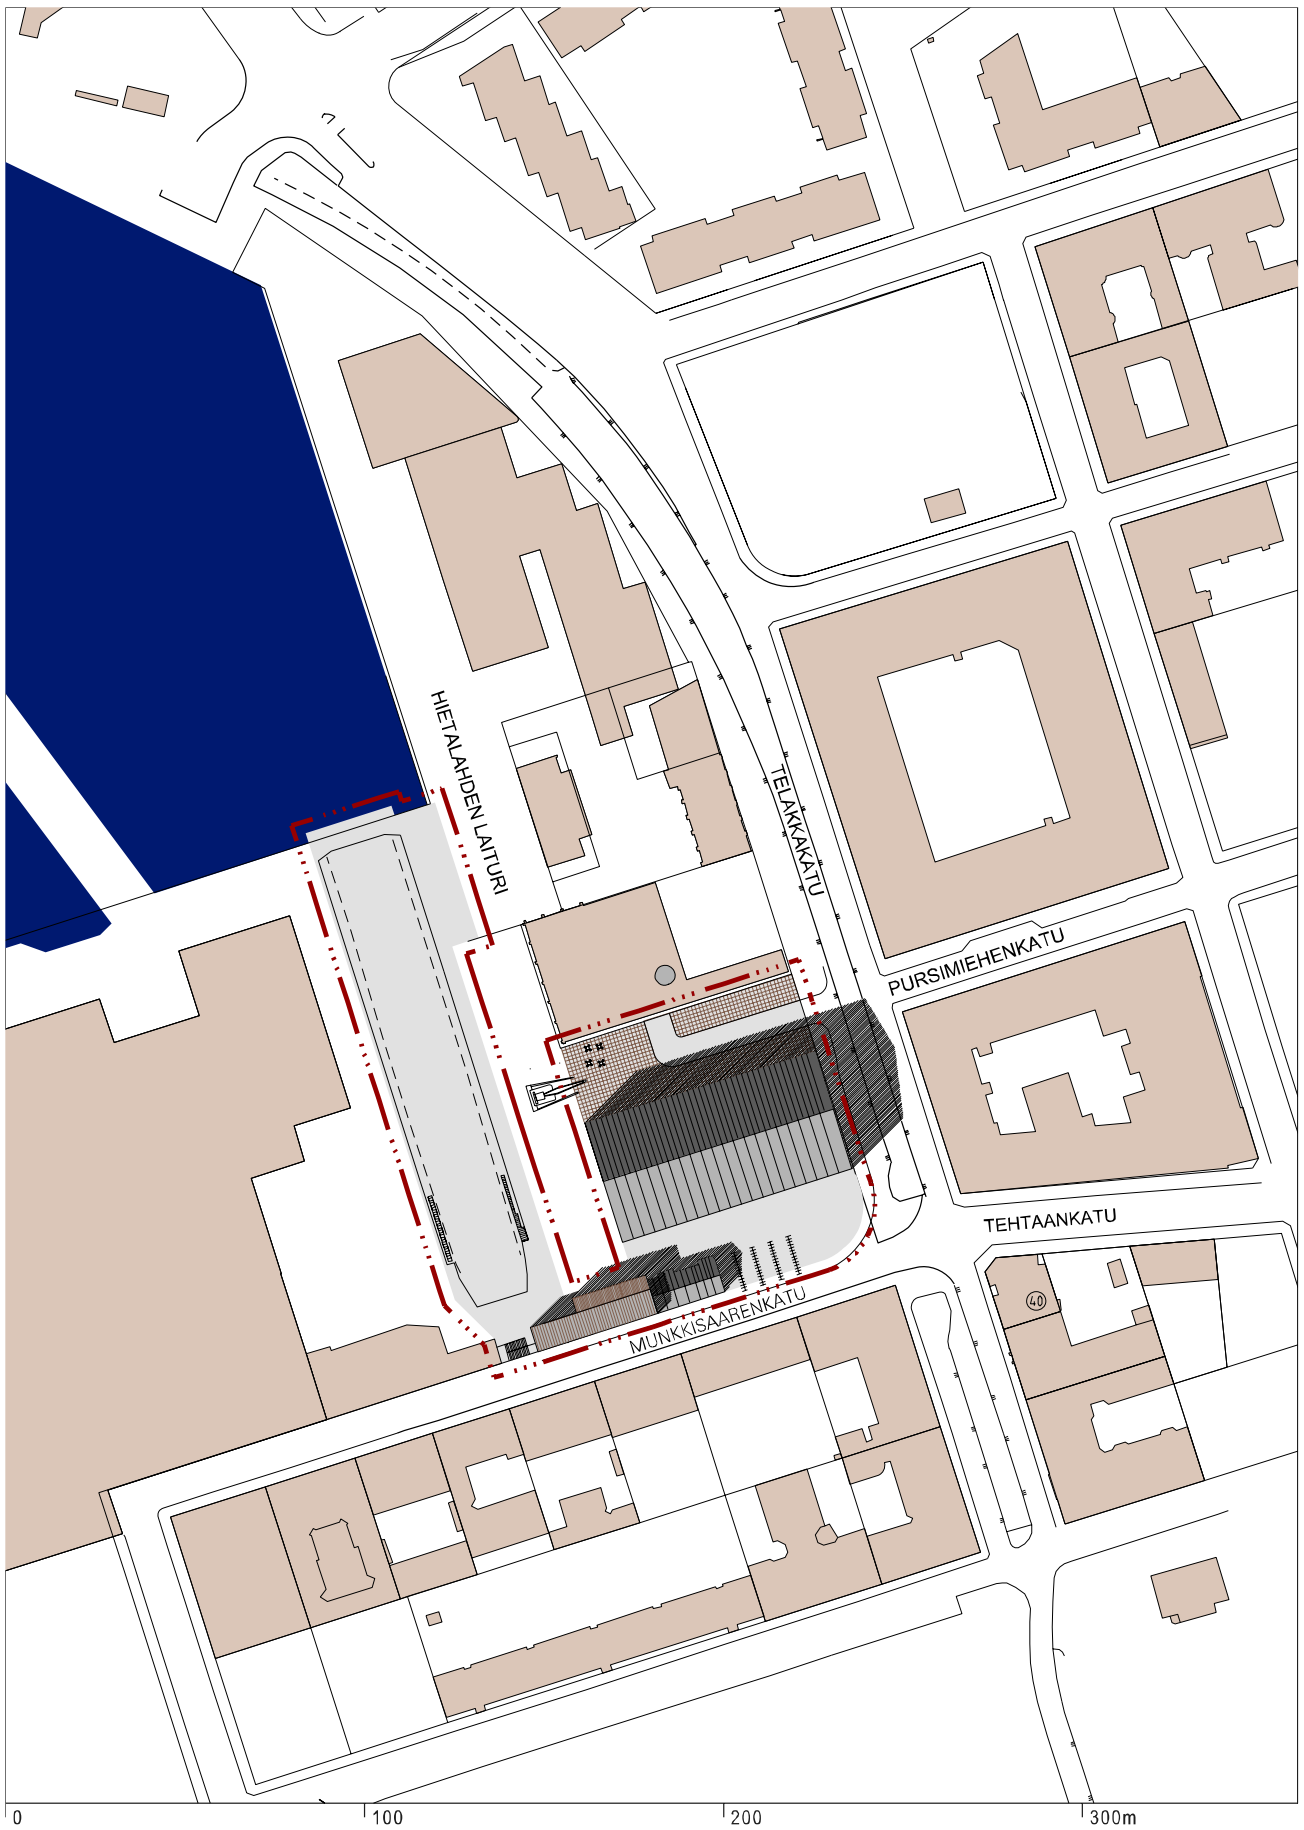 HIETALAHDEN LAITURI
TELAKKAKATU
PURSIMIEHENKATU
TEHTAANKATU
40
MUNKKISAARENKATU
0 100 200 300m